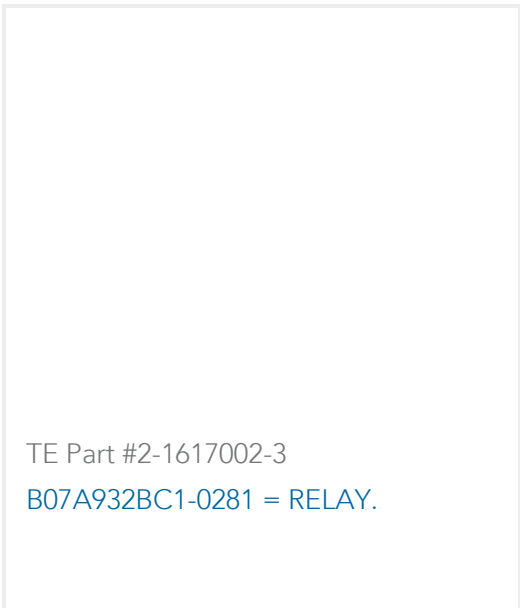 TE Part #2-1617002-3
B07A932BC1-0281 = RELAY.